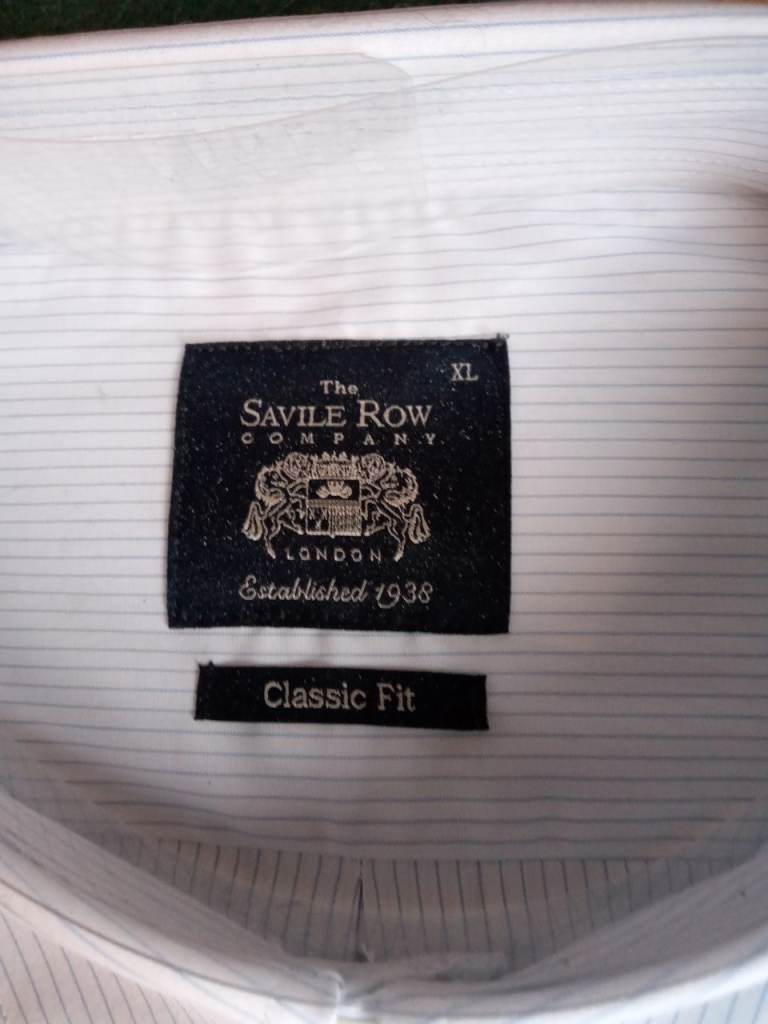 XL
The
SAVILE ROW
COMPANY
LONDON
Established 1938
Classic Fit